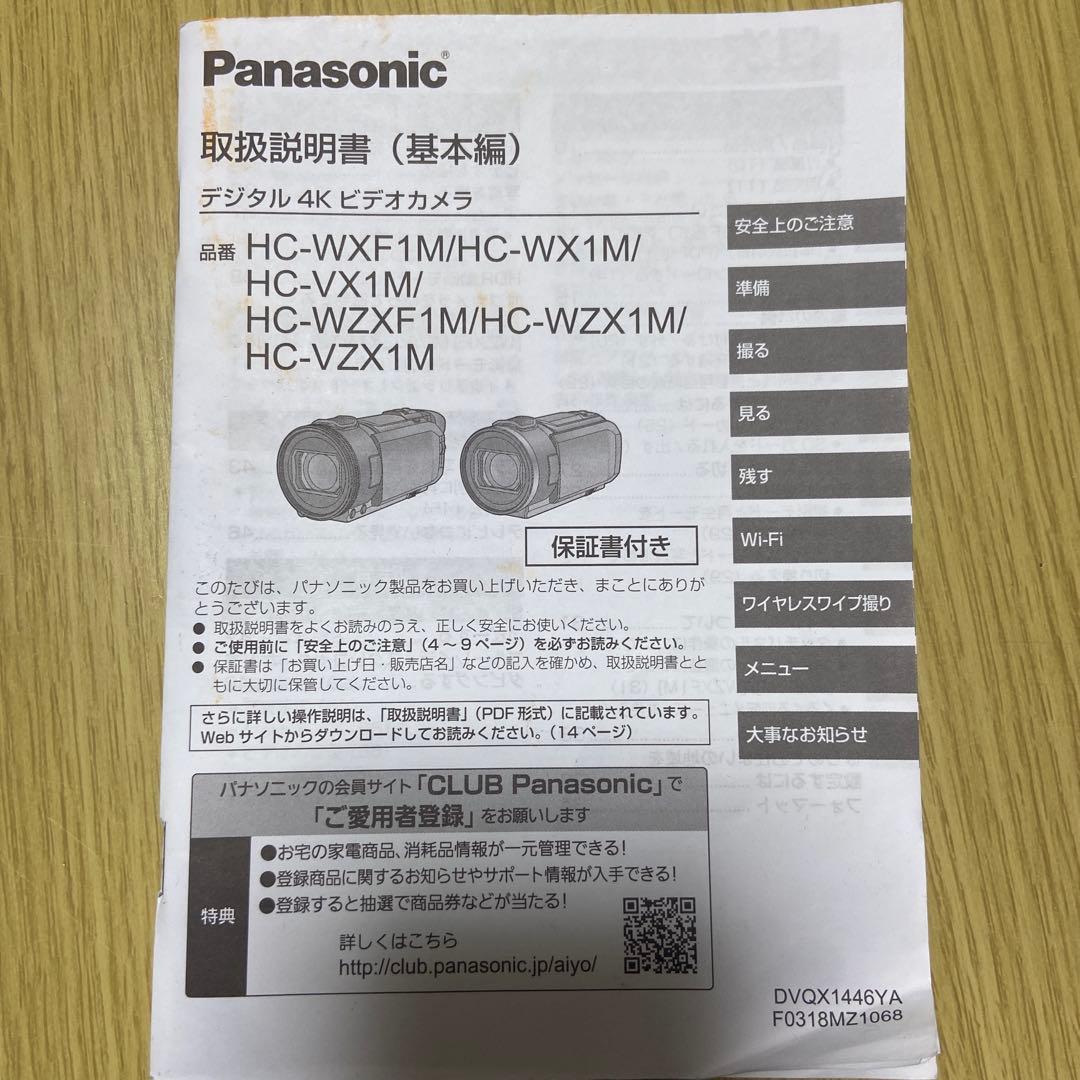 Panasonic®
取扱説明書（基本編）
デジタル 4K ビデオカメラ
品番 HC-WXF1M/HC-WX1M/
HC-VX1M/
HC-WZXF1M/HC-WZX1M/
HC-VZX1M
安全上のご注意
準備
撮る
見る
残す
Wi-Fi
ワイヤレスワイプ撮り
メニュー
大事なお知らせ
保証書付き
このたびは、パナソニック製品をお買い上げいただき、まことにありが
とうございます。
● 取扱説明書をよくお読みのうえ、正しく安全にお使いください。
● ご使用前に「安全上のご注意」（4～9ページ）を必ずお読みください。
● 保証書は「お買い上げ日・販売店名」などの記入を確かめ、取扱説明書とと
もに大切に保管してください。
さらに詳しい操作説明は、「取扱説明書」（PDF 形式）に記載されています。
Web サイトからダウンロードしてお読みください。（14ページ）
パナソニックの会員サイト「CLUB Panasonic」で
「ご愛用者登録」をお願いします
特典
●お宅の家電商品、消耗品情報が一元管理できる！
●登録商品に関するお知らせやサポート情報が入手できる！
●登録すると抽選で商品券などが当たる！
詳しくはこちら
http://club.panasonic.jp/aiyo/
DVQX1446YA
F0318MZ1068